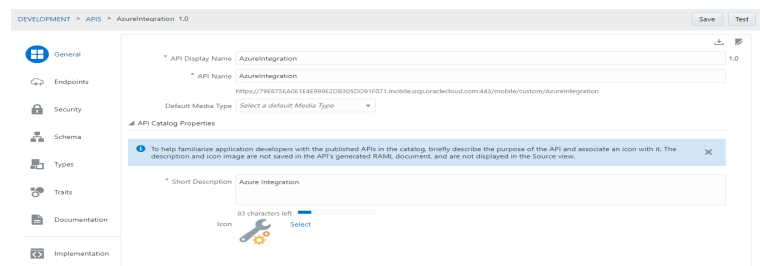 DEVELOPMENT > APIS > AzureIntegration 1.0
Save
Test
General
Endpoints
Security
Schema
Types
Traits
Documentation
Implementation
* API Display Name AzureIntegration 1.0
* API Name AzureIntegration
https://79E875EA0E1E4E989E2D8305DD91F071.mobile.ocp.oraclecloud.com:443/mobile/custom/AzureIntegration
Default Media Type Select a default Media Type
API Catalog Properties
To help familiarize application developers with the published APIs in the catalog, briefly describe the purpose of the API and associate an icon with it. The
description and icon image are not saved in the API's generated RAML document, and are not displayed in the Source view.
* Short Description Azure Integration
83 characters left
Icon Select